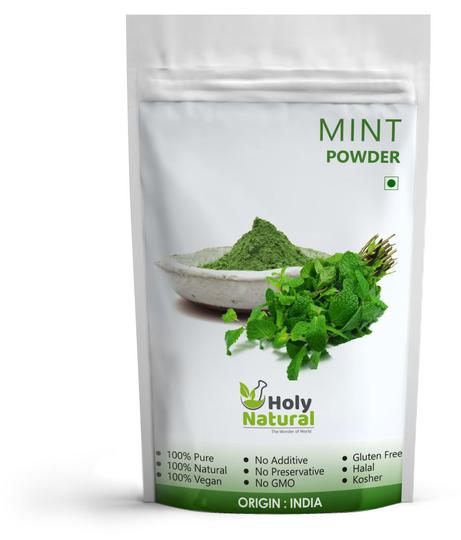 MINT
POWDER
Holy
Natural
The Wonder of World
100% Pure
100% Natural
100% Vegan
No Additive
No Preservative
No GMO
Gluten Free
Halal
Kosher
ORIGIN : INDIA